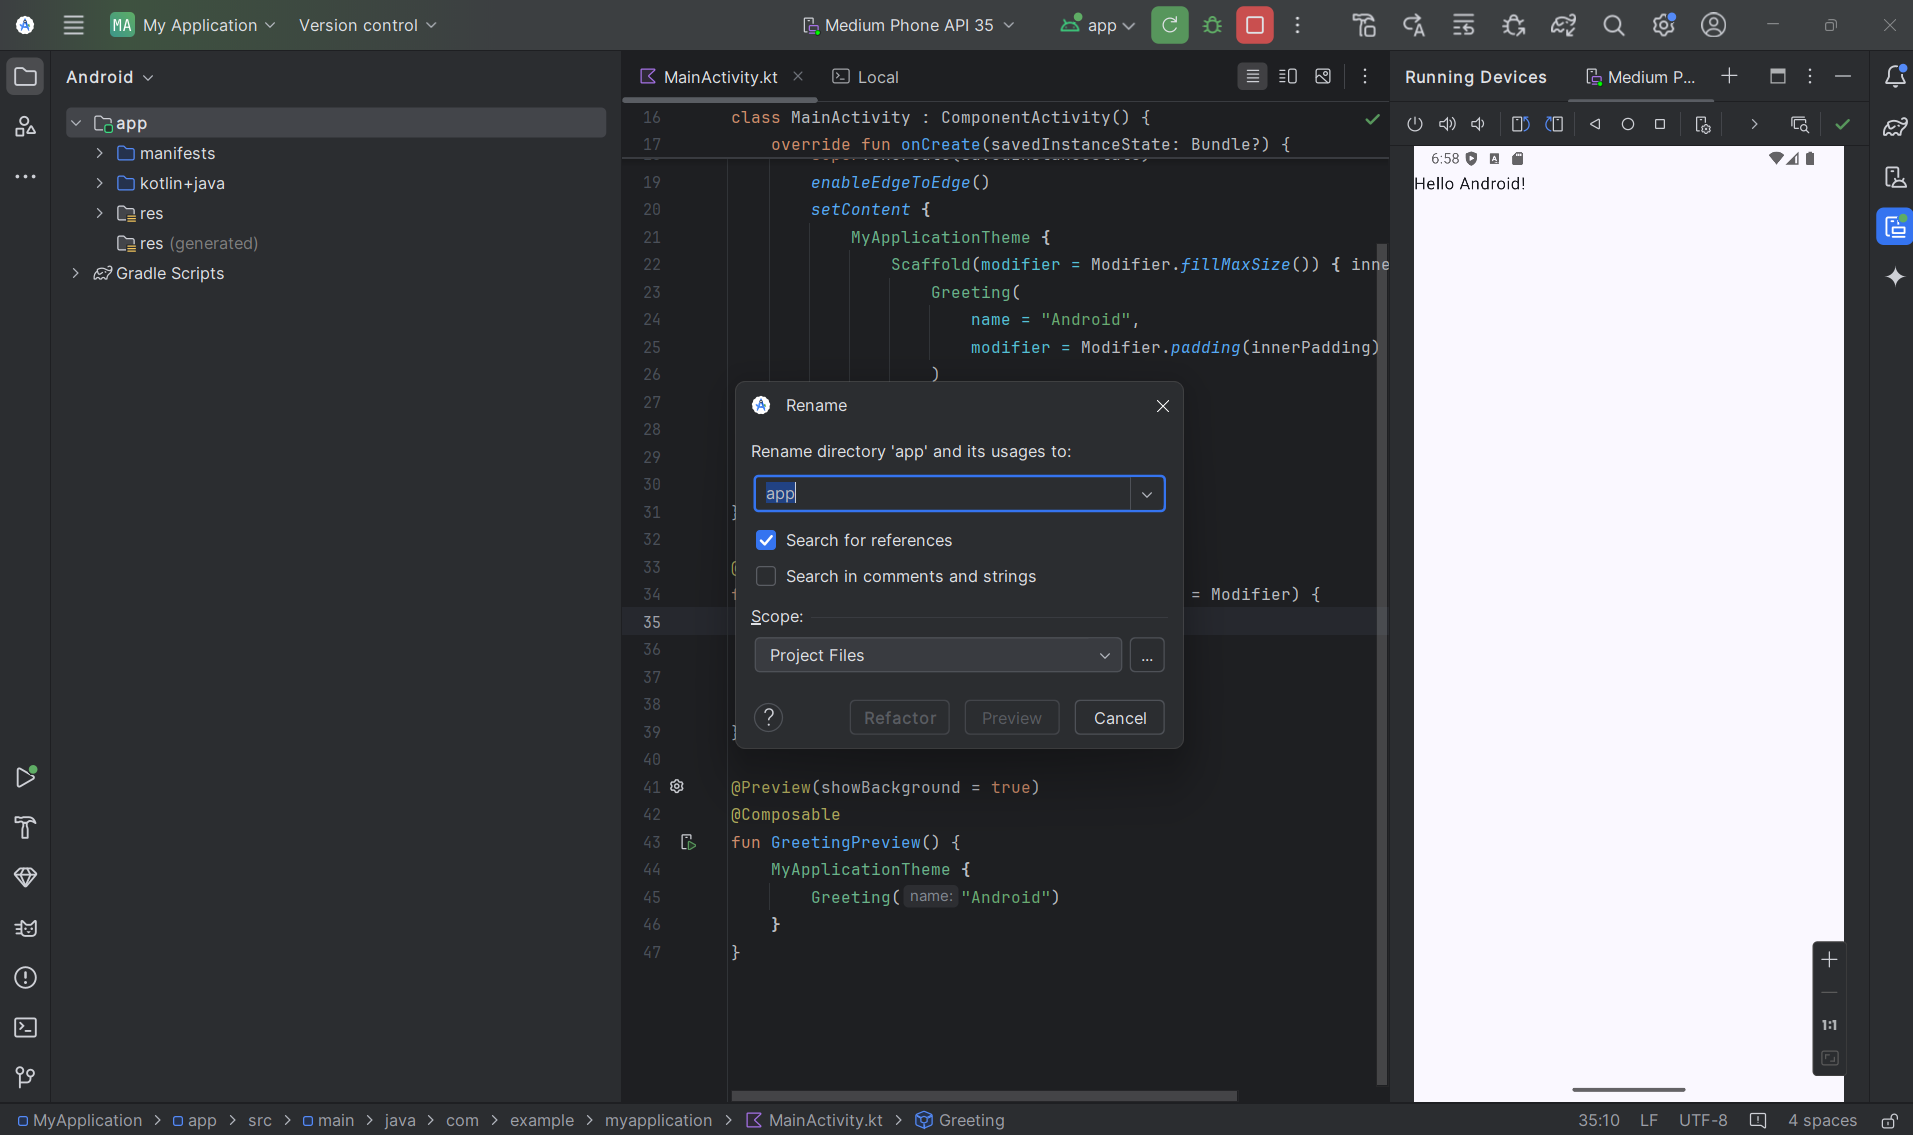 MA My Application Version control Medium Phone API 35 app
Android
app
manifests
kotlin+java
res
res (generated)
Gradle Scripts
MainActivity.kt Local
16 class MainActivity : ComponentActivity() {
17 override fun onCreate(savedInstanceState: Bundle?) {
19 enableEdgeToEdge()
20 setContent {
21 MyApplicationTheme {
22 Scaffold(modifier = Modifier.fillMaxSize()) { inne
23 Greeting(
24 name = "Android",
25 modifier = Modifier.padding(innerPadding)
26 )
27
28
29
30
31 }
32
33 @
34 = Modifier) {
35
36
37
38
39 }
40
41 @Preview(showBackground = true)
42 @Composable
43 fun GreetingPreview() {
44 MyApplicationTheme {
45 Greeting( name: "Android")
46 }
47 }
Rename
Rename directory 'app' and its usages to:
app
Search for references
Search in comments and strings
Scope:
Project Files ...
? Refactor Preview Cancel
Running Devices Medium P...
6:58
Hello Android!
1:1
MyApplication > app > src > main > java > com > example > myapplication > MainActivity.kt > Greeting
35:10 LF UTF-8 4 spaces